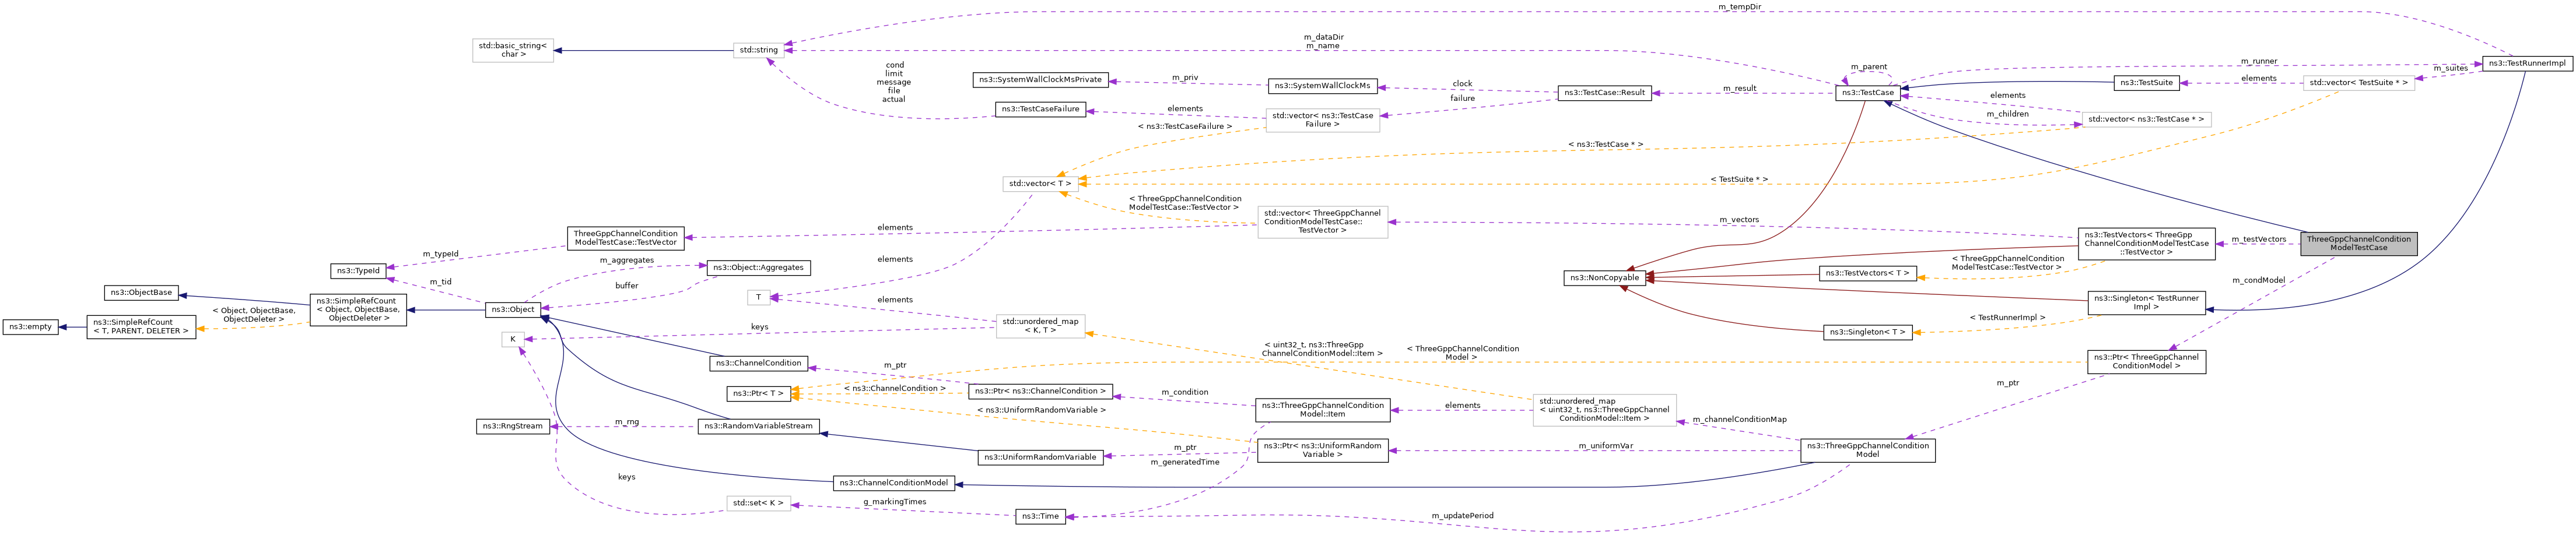 m_tempDir
std::basic_string<
char >
std::string
m_dataDir
m_name
cond
limit
message
file
actual
ns3::SystemWallClockMsPrivate
m_priv
ns3::SystemWallClockMs
clock
failure
ns3::TestCaseFailure
elements
std::vector< ns3::TestCase
Failure >
ns3::TestCase::Result
m_result
m_parent
ns3::TestCase
m_runner
ns3::TestRunnerImpl
m_suites
ns3::TestSuite
elements
std::vector< TestSuite * >
elements
m_children
std::vector< ns3::TestCase * >
< ns3::TestCaseFailure >
< ns3::TestCase * >
< TestSuite * >
std::vector< T >
< ThreeGppChannelCondition
ModelTestCase::TestVector >
std::vector< ThreeGppChannel
ConditionModelTestCase::
TestVector >
m_vectors
ns3::TestVectors< ThreeGpp
ChannelConditionModelTestCase
::TestVector >
m_testVectors
ThreeGppChannelCondition
ModelTestCase
elements
ThreeGppChannelCondition
ModelTestCase::TestVector
m_typeId
ns3::TypeId
m_tid
m_aggregates
ns3::Object::Aggregates
buffer
elements
< ThreeGppChannelCondition
ModelTestCase::TestVector >
ns3::NonCopyable
ns3::TestVectors< T >
m_condModel
ns3::ObjectBase
ns3::empty
ns3::SimpleRefCount
< T, PARENT, DELETER >
< Object, ObjectBase,
ObjectDeleter >
ns3::SimpleRefCount
< Object, ObjectBase,
ObjectDeleter >
ns3::Object
T
elements
K
keys
std::unordered_map
< K, T >
ns3::Singleton< TestRunner
Impl >
< TestRunnerImpl >
ns3::Singleton< T >
< uint32_t, ns3::ThreeGpp
ChannelConditionModel::Item >
< ThreeGppChannelCondition
Model >
ns3::Ptr< ThreeGppChannel
ConditionModel >
ns3::ChannelCondition
m_ptr
ns3::Ptr< T >
< ns3::ChannelCondition >
ns3::Ptr< ns3::ChannelCondition >
m_condition
ns3::ThreeGppChannelCondition
Model::Item
elements
std::unordered_map
< uint32_t, ns3::ThreeGppChannel
ConditionModel::Item >
m_channelConditionMap
m_ptr
< ns3::UniformRandomVariable >
ns3::RngStream
m_rng
ns3::RandomVariableStream
ns3::UniformRandomVariable
m_ptr
m_generatedTime
ns3::Ptr< ns3::UniformRandom
Variable >
m_uniformVar
ns3::ThreeGppChannelCondition
Model
keys
ns3::ChannelConditionModel
std::set< K >
g_markingTimes
ns3::Time
m_updatePeriod